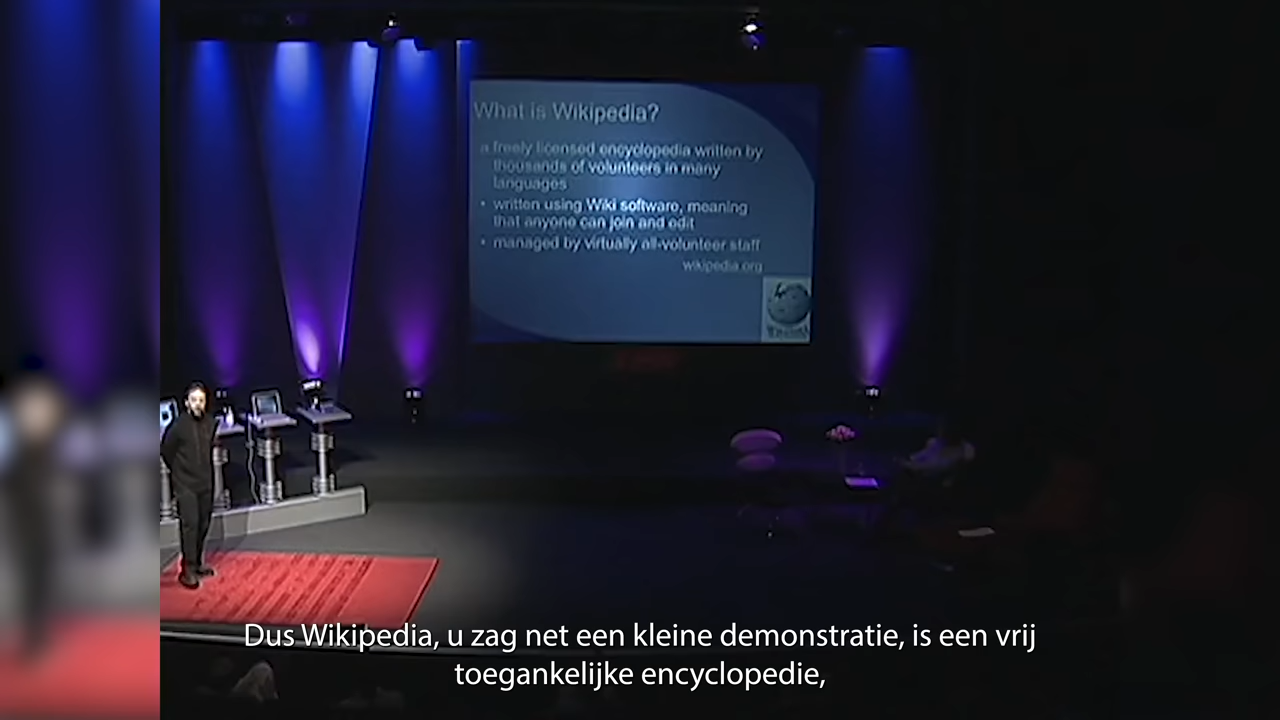 What is Wikipedia?
a freely licensed encyclopedia written by
thousands of volunteers in many
languages
• written using Wiki software, meaning
that anyone can join and edit
• managed by virtually all-volunteer staff
wikipedia.org
Dus Wikipedia, u zag net een kleine demonstratie, is een vrij
toegankelijke encyclopedie,